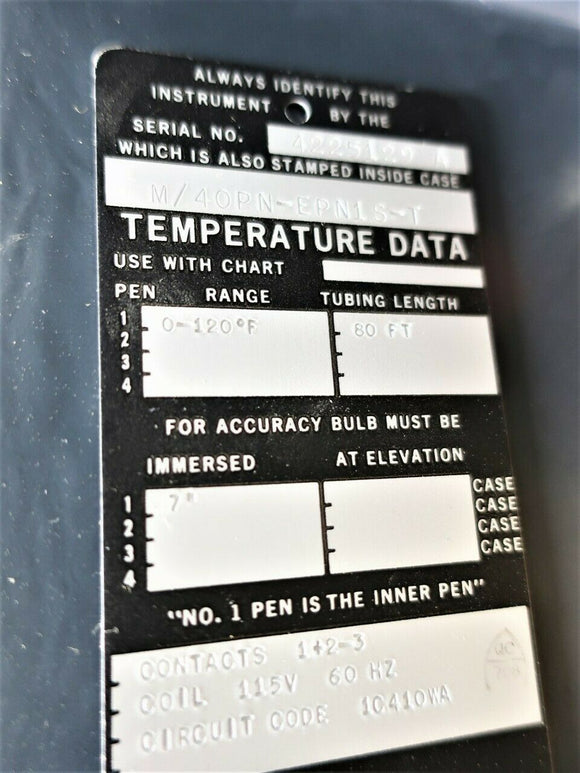 ALWAYS IDENTIFY THIS
INSTRUMENT BY THE
SERIAL NO. 4225129 A
WHICH IS ALSO STAMPED INSIDE CASE
M/40PN-EPN1S-T
TEMPERATURE DATA
USE WITH CHART
PEN RANGE TUBING LENGTH
1 0-120°F 80 FT
2
3
4
FOR ACCURACY BULB MUST BE
IMMERSED AT ELEVATION
CASE
1 7" CASE
2 CASE
3 CASE
4
"NO. 1 PEN IS THE INNER PEN"
CONTACTS 1+2-3
COIL 115V 60 HZ
CIRCUIT CODE 1C410WA
QC